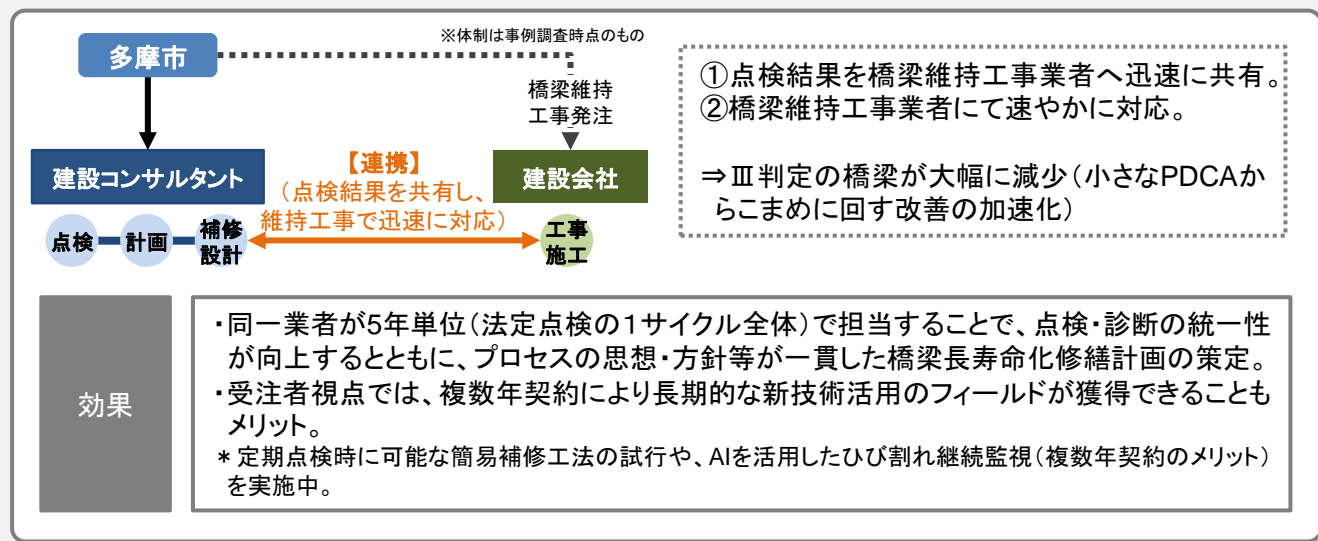 ※体制は事例調査時点のもの
多摩市
橋梁維持
工事発注
建設コンサルタント
【連携】
（点検結果を共有し、
維持工事で迅速に対応）
建設会社
点検
計画
補修
設計
工事
施工
①点検結果を橋梁維持工事業者へ迅速に共有。
②橋梁維持工事業者にて速やかに対応。
⇒Ⅲ判定の橋梁が大幅に減少（小さなPDCAか
らこまめに回す改善の加速化）
効果
・同一業者が5年単位（法定点検の１サイクル全体）で担当することで、点検・診断の統一性
が向上するとともに、プロセスの思想・方針等が一貫した橋梁長寿命化修繕計画の策定。
・受注者視点では、複数年契約により長期的な新技術活用のフィールドが獲得できることも
メリット。
＊定期点検時に可能な簡易補修工法の試行や、AIを活用したひび割れ継続監視（複数年契約のメリット）
を実施中。